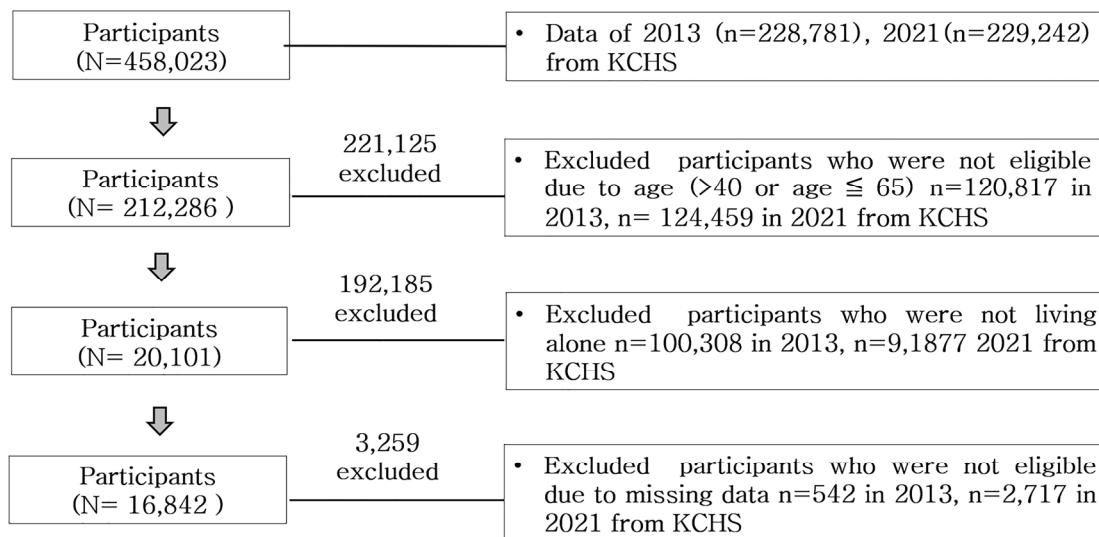 Participants
(N=458,023)
• Data of 2013 (n=228,781), 2021(n=229,242)
from KCHS
221,125
excluded
Participants
(N= 212,286 )
• Excluded participants who were not eligible
due to age (>40 or age ≦ 65) n=120,817 in
2013, n= 124,459 in 2021 from KCHS
192,185
excluded
Participants
(N= 20,101)
• Excluded participants who were not living
alone n=100,308 in 2013, n=9,1877 2021 from
KCHS
3,259
excluded
Participants
(N= 16,842 )
• Excluded participants who were not eligible
due to missing data n=542 in 2013, n=2,717 in
2021 from KCHS